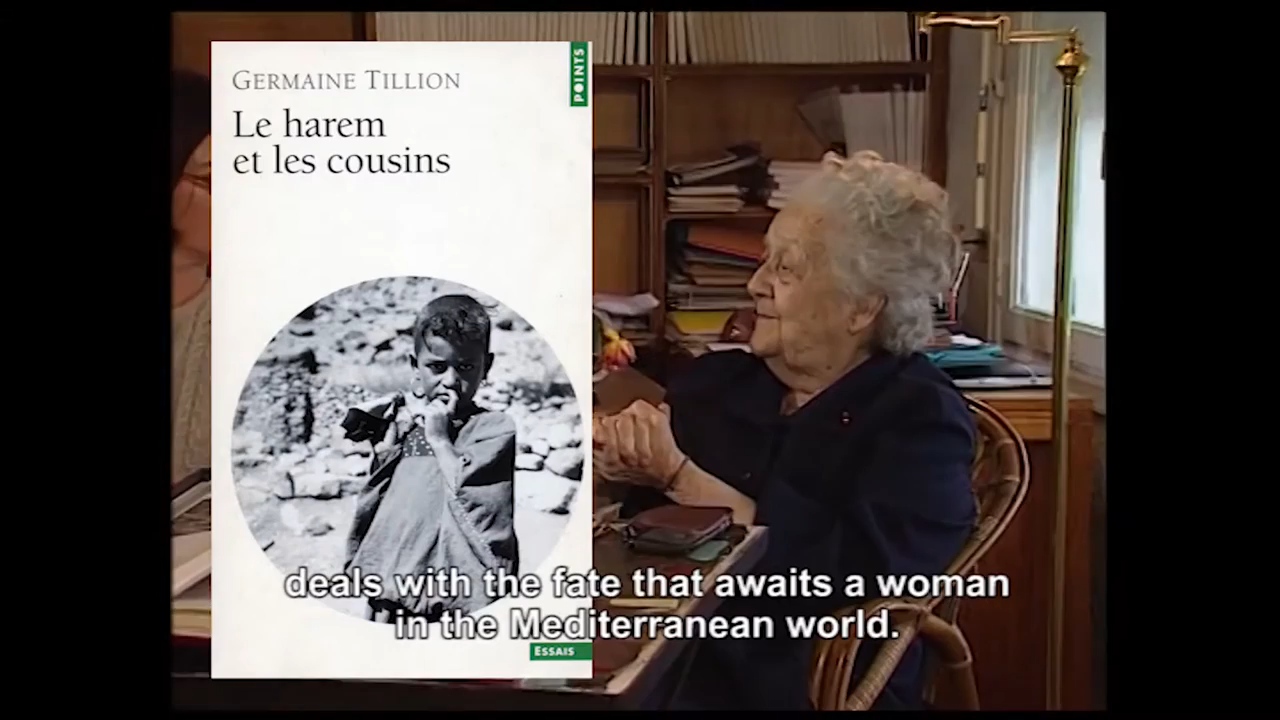 GERMAINE TILLION
POINTS
Le harem
et les cousins
deals with the fate that awaits a woman
in the Mediterranean world.
ESSAIS